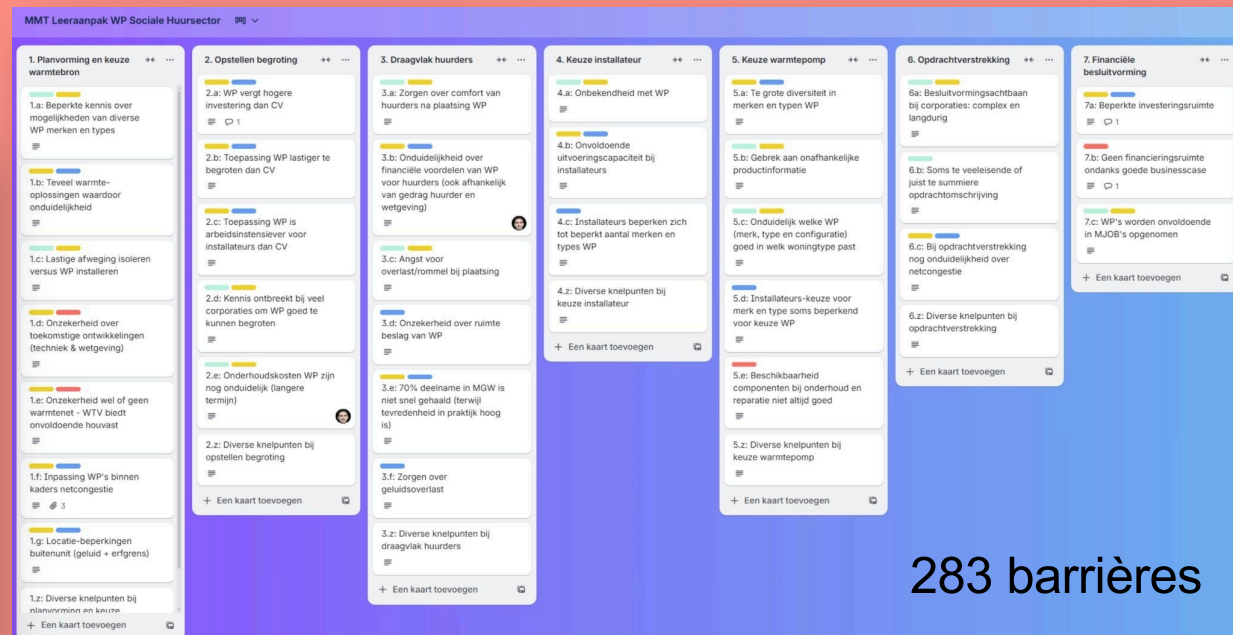 MMT Leeraanpak WP Sociale Huursector
1. Planvorming en keuze
warmtebron
1.a: Beperkte kennis over
mogelijkheden van diverse
WP merken en types
1.b: Teveel warmte-
oplossingen waardoor
onduidelijkheid
1.c: Lastige afweging isoleren
versus WP installeren
1.d: Onzekerheid over
toekomstige ontwikkelingen
(techniek & wetgeving)
1.e: Onzekerheid wel of geen
warmtenet - WTV biedt
onvoldoende houvast
1.f: Inpassing WP's binnen
kaders netcongestie
3
1.g: Locatie-beperkingen
buitenunit (geluid + erfgrens)
1.z: Diverse knelpunten bij
planvorming en keuze
+ Een kaart toevoegen
2. Opstellen begroting
2.a: WP vergt hogere
investering dan CV
1
2.b: Toepassing WP lastiger te
begroten dan CV
2.c: Toepassing WP is
arbeidsintensiever voor
installateurs dan CV
2.d: Kennis ontbreekt bij veel
corporaties om WP goed te
kunnen begroten
2.e: Onderhoudskosten WP zijn
nog onduidelijk (langere
termijn)
2.z: Diverse knelpunten bij
opstellen begroting
+ Een kaart toevoegen
3. Draagvlak huurders
3.a: Zorgen over comfort van
huurders na plaatsing WP
3.b: Onduidelijkheid over
financiële voordelen van WP
voor huurders (ook afhankelijk
van gedrag huurder en
wetgeving)
3.c: Angst voor
overlast/rommel bij plaatsing
3.d: Onzekerheid over ruimte
beslag van WP
3.e: 70% deelname in MGW is
niet snel gehaald (terwijl
tevredenheid in praktijk hoog
is)
3.f: Zorgen over
geluidsoverlast
3.z: Diverse knelpunten bij
draagvlak huurders
+ Een kaart toevoegen
4. Keuze installateur
4.a: Onbekendheid met WP
4.b: Onvoldoende
uitvoeringscapaciteit bij
installateurs
4.c: Installateurs beperken zich
tot beperkt aantal merken en
types WP
4.z: Diverse knelpunten bij
keuze installateur
+ Een kaart toevoegen
5. Keuze warmtepomp
5.a: Te grote diversiteit in
merken en typen WP
5.b: Gebrek aan onafhankelijke
productinformatie
5.c: Onduidelijk welke WP
(merk, type en configuratie)
goed in welk woningtype past
5.d: Installateurs-keuze voor
merk en type soms beperkend
voor keuze WP
5.e: Beschikbaarheid
componenten bij onderhoud en
reparatie niet altijd goed
5.z: Diverse knelpunten bij
keuze warmtepomp
+ Een kaart toevoegen
6. Opdrachtverstrekking
6a: Besluitvormingsachtbaan
bij corporaties: complex en
langdurig
6.b: Soms te veeleisende of
juist te summiere
opdrachtomschrijving
6.c: Bij opdrachtverstrekking
nog onduidelijkheid over
netcongestie
6.z: Diverse knelpunten bij
opdrachtverstrekking
+ Een kaart toevoegen
7. Financiële
besluitvorming
7a: Beperkte investeringsruimte
1
7.b: Geen financieringsruimte
ondanks goede businesscase
1
7.c: WP's worden onvoldoende
in MJOB's opgenomen
+ Een kaart toevoegen
283 barrières